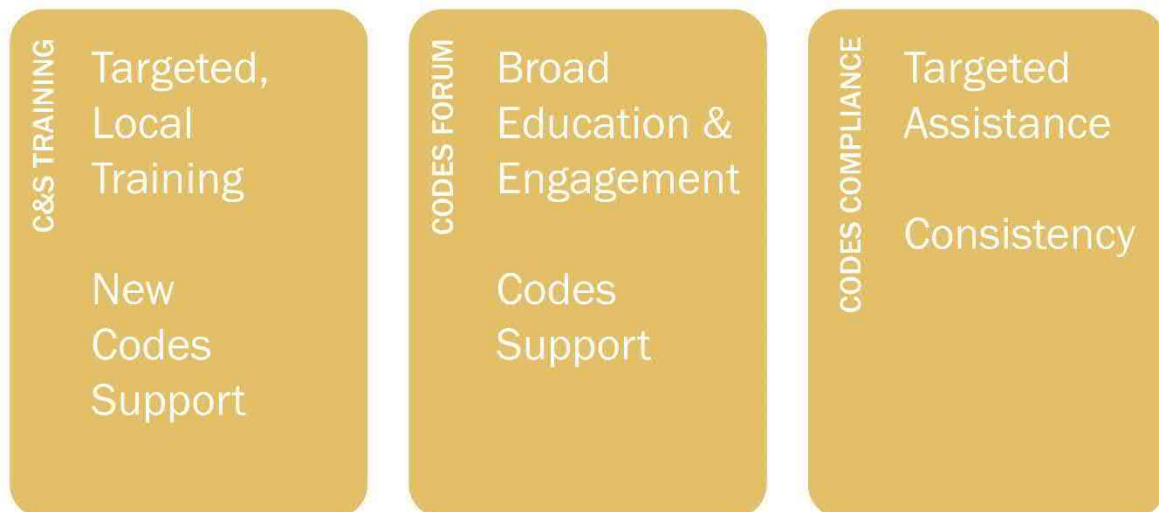 C&S TRAINING
Targeted,
Local
Training
New
Codes
Support
CODES FORUM
Broad
Education &
Engagement
Codes
Support
CODES COMPLIANCE
Targeted
Assistance
Consistency